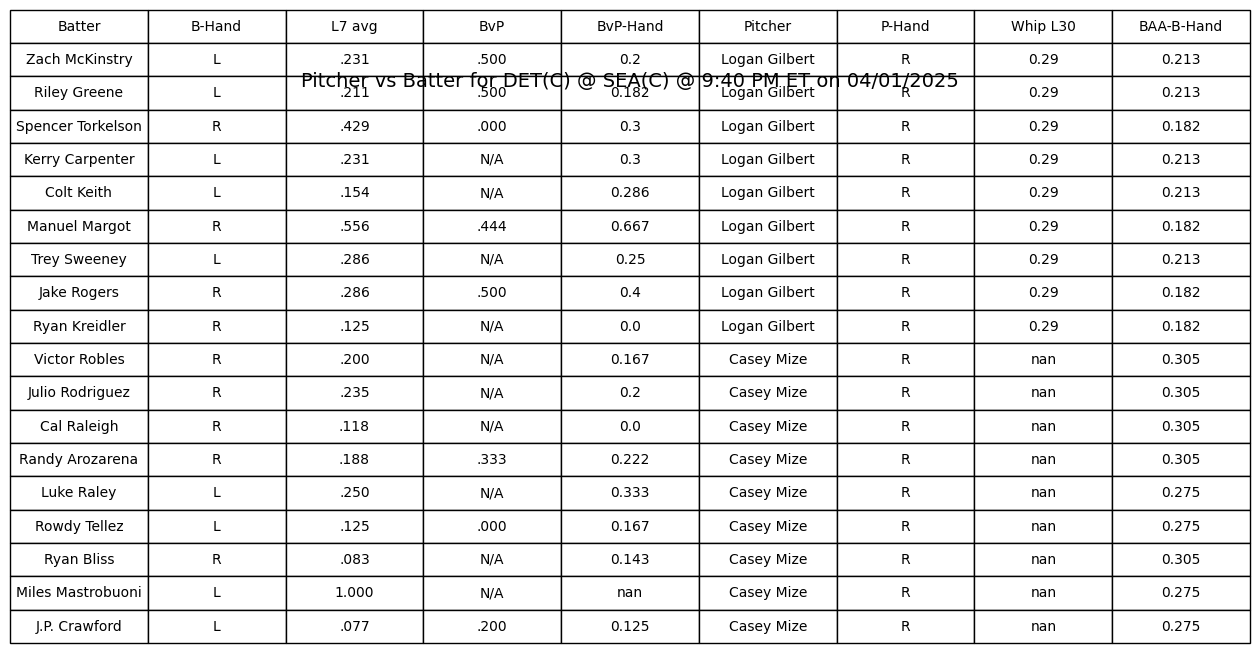 Batter B-Hand L7 avg BvP BvP-Hand Pitcher P-Hand Whip L30 BAA-B-Hand
Zach McKinstry L .231 .500 0.2 Logan Gilbert R 0.29 0.213
Pitcher vs Batter for DET(C) @ SEA(C) @ 9:40 PM ET on 04/01/2025
Riley Greene L .211 .500 0.182 Logan Gilbert R 0.29 0.213
Spencer Torkelson R .429 .000 0.3 Logan Gilbert R 0.29 0.182
Kerry Carpenter L .231 N/A 0.3 Logan Gilbert R 0.29 0.213
Colt Keith L .154 N/A 0.286 Logan Gilbert R 0.29 0.213
Manuel Margot R .556 .444 0.667 Logan Gilbert R 0.29 0.182
Trey Sweeney L .286 N/A 0.25 Logan Gilbert R 0.29 0.213
Jake Rogers R .286 .500 0.4 Logan Gilbert R 0.29 0.182
Ryan Kreidler R .125 N/A 0.0 Logan Gilbert R 0.29 0.182
Victor Robles R .200 N/A 0.167 Casey Mize R nan 0.305
Julio Rodriguez R .235 N/A 0.2 Casey Mize R nan 0.305
Cal Raleigh R .118 N/A 0.0 Casey Mize R nan 0.305
Randy Arozarena R .188 .333 0.222 Casey Mize R nan 0.305
Luke Raley L .250 N/A 0.333 Casey Mize R nan 0.275
Rowdy Tellez L .125 .000 0.167 Casey Mize R nan 0.275
Ryan Bliss R .083 N/A 0.143 Casey Mize R nan 0.305
Miles Mastrobuoni L 1.000 N/A nan Casey Mize R nan 0.275
J.P. Crawford L .077 .200 0.125 Casey Mize R nan 0.275